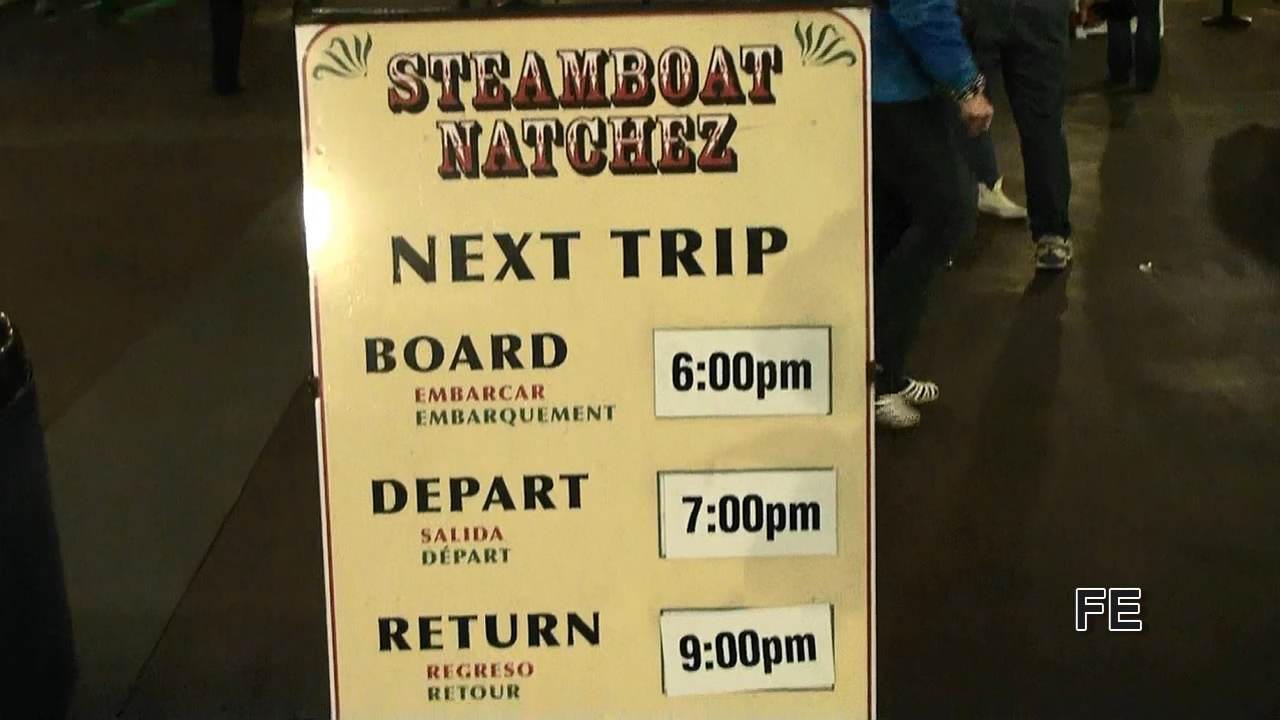 STEAMBOAT
NATCHEZ
NEXT TRIP
BOARD 6:00pm
EMBARCAR
EMBARQUEMENT
DEPART 7:00pm
SALIDA
DÉPART
RETURN 9:00pm
REGRESO
RETOUR
FE